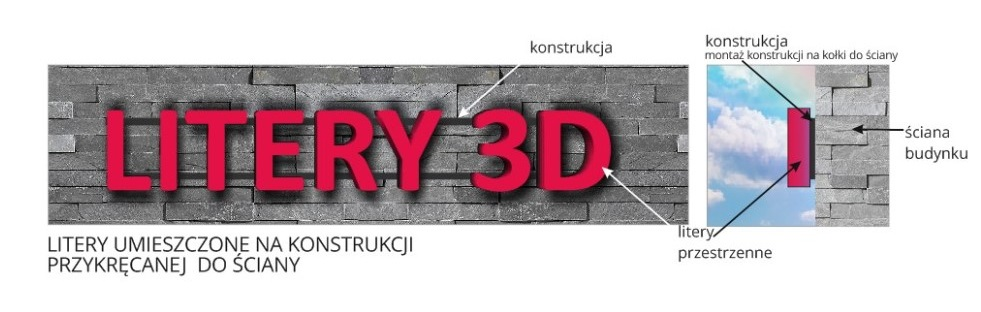 konstrukcja
LITERY 3D
LITERY UMIESZCZONE NA KONSTRUKCJI
PRZYKRĘCANEJ DO ŚCIANY
konstrukcja
montaż konstrukcji na kołki do ściany
ściana
budynku
litery
przestrzenne